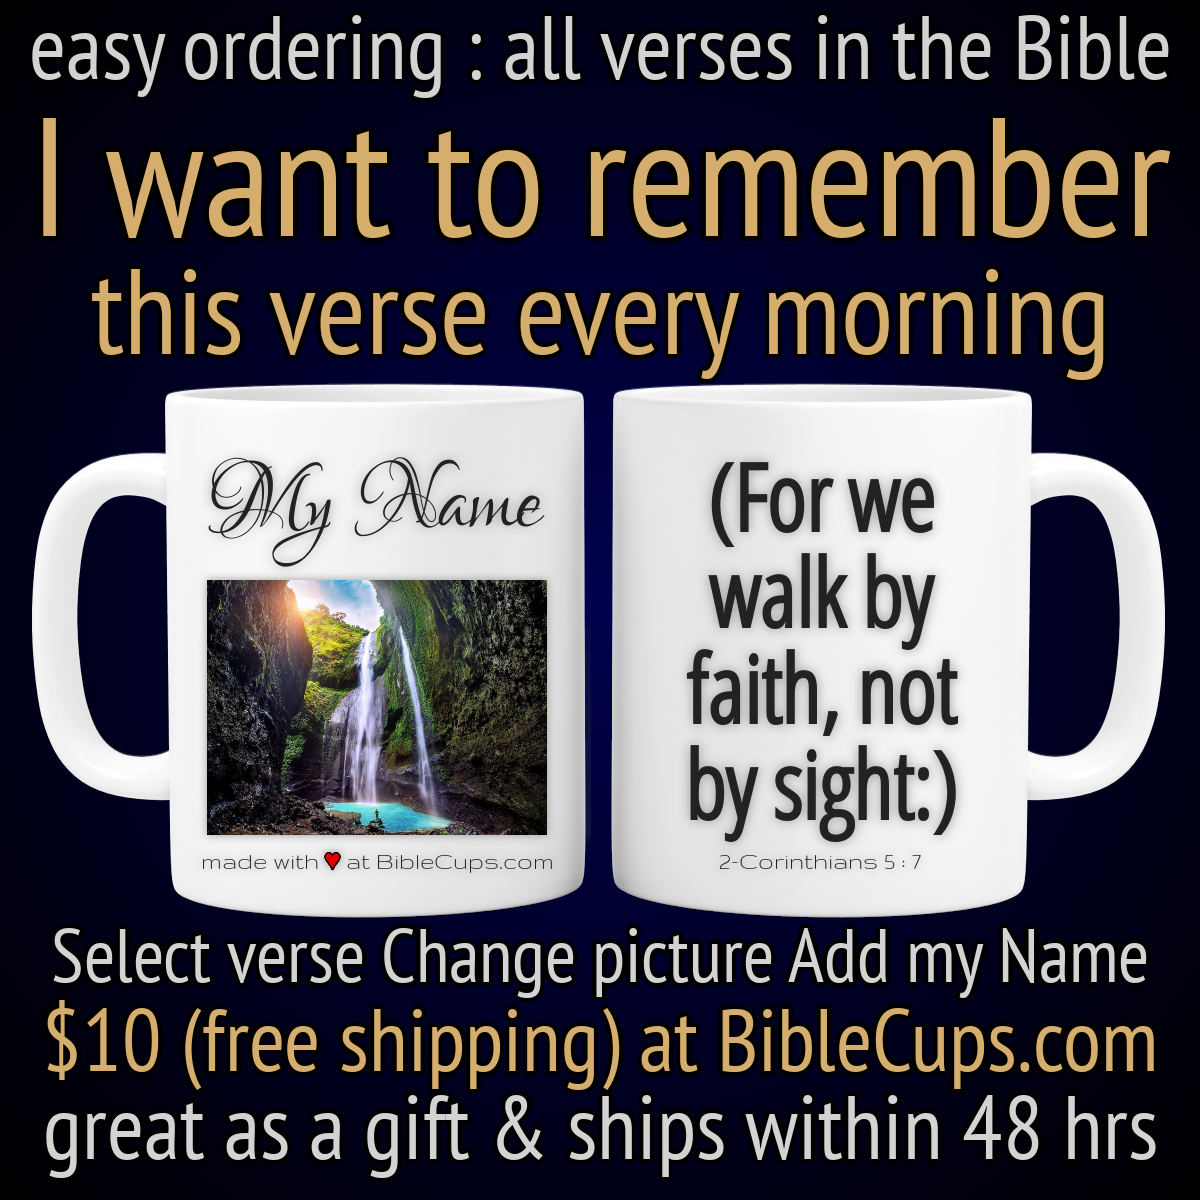 easy ordering : all verses in the Bible
I want to remember
this verse every morning
My Name
made with ♥ at BibleCups.com
(For we
walk by
faith, not
by sight:)
2-Corinthians 5 : 7
Select verse Change picture Add my Name
$10 (free shipping) at BibleCups.com
great as a gift & ships within 48 hrs